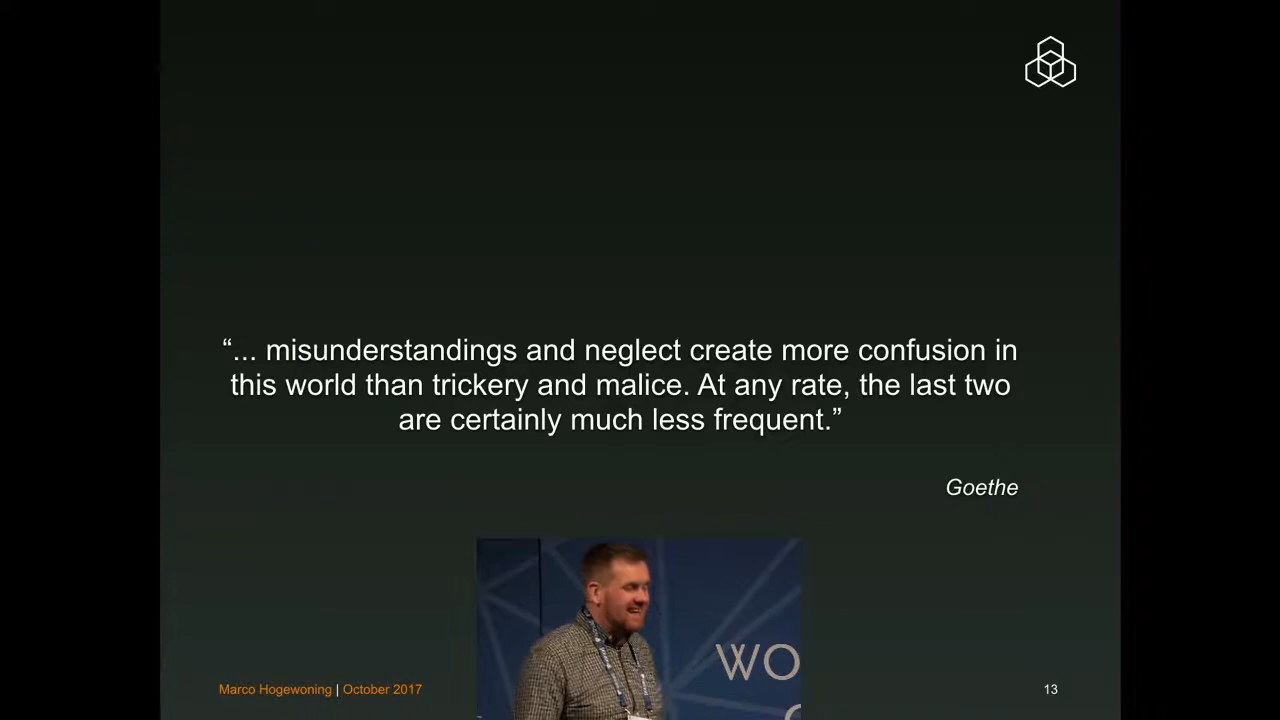 “... misunderstandings and neglect create more confusion in
this world than trickery and malice. At any rate, the last two
are certainly much less frequent.”
Goethe
WO
Marco Hogewoning | October 2017
13